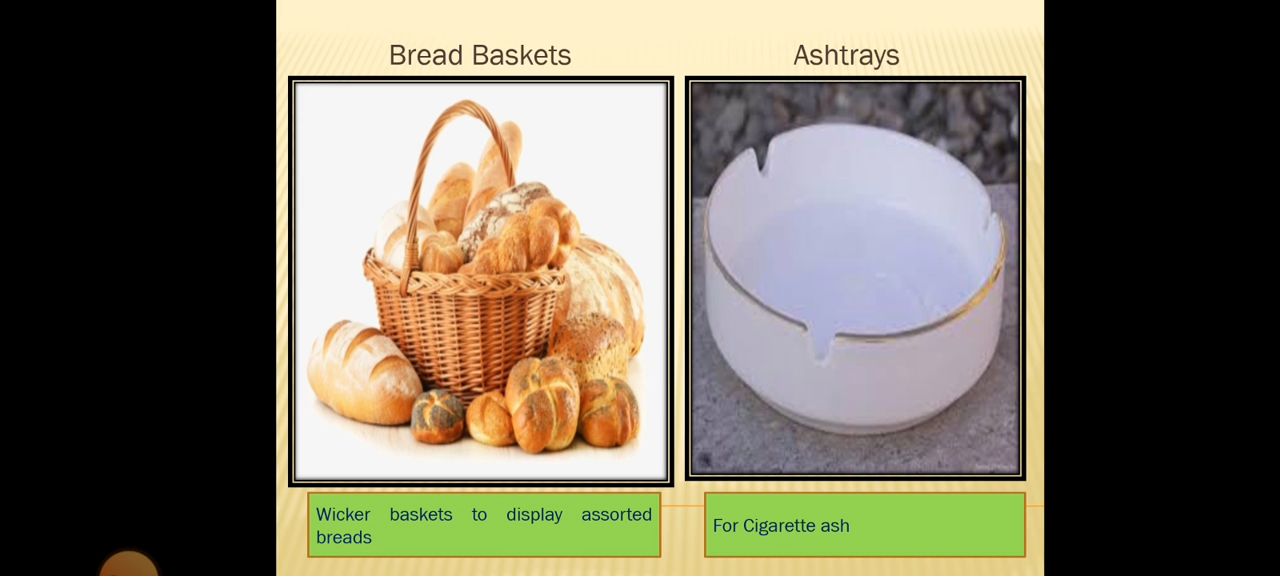 Bread Baskets
Ashtrays
Wicker baskets to display assorted
breads
For Cigarette ash